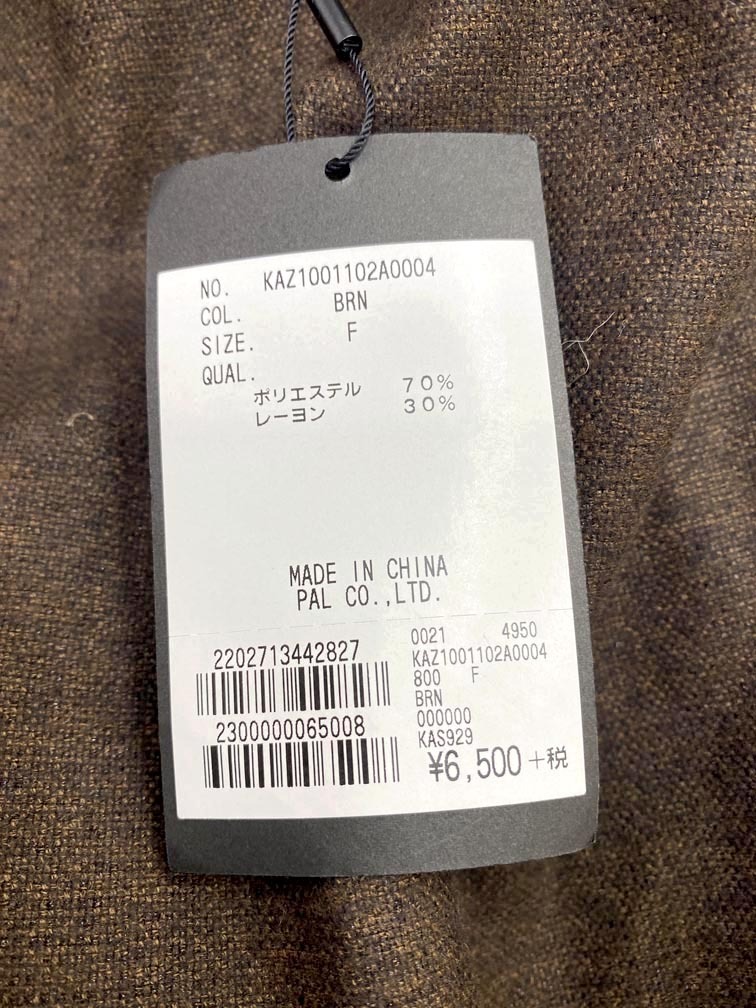 NO. KAZ1001102A0004
COL. BRN
SIZE. F
QUAL.
ポリエステル 70%
レーヨン 30%
MADE IN CHINA
PAL CO.,LTD.
2202713442827
2300000065008
0021 4950
KAZ1001102A0004
800 F
BRN
000000
KAS929
¥6,500+税